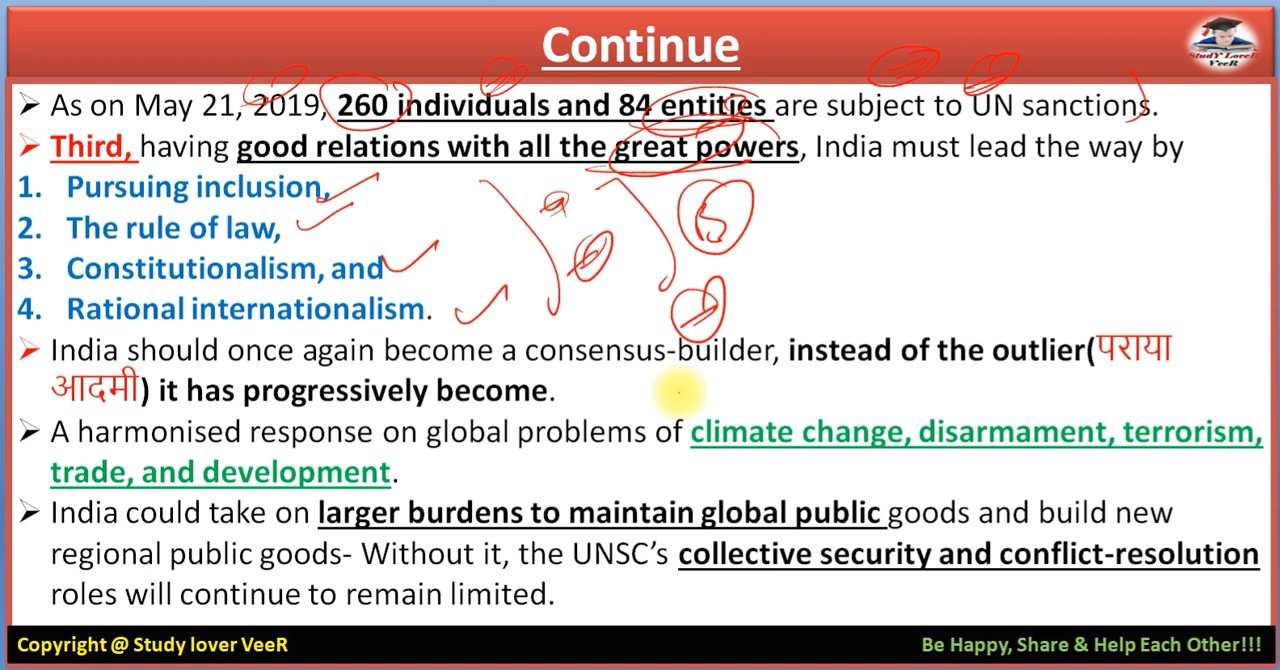 Continue
StudY LoveR
VeeR
➢ As on May 21, 2019, 260 individuals and 84 entities are subject to UN sanctions.
➢ Third, having good relations with all the great powers, India must lead the way by
1. Pursuing inclusion,
2. The rule of law,
3. Constitutionalism, and
4. Rational internationalism.
➢ India should once again become a consensus-builder, instead of the outlier(पराया
आदमी) it has progressively become.
➢ A harmonised response on global problems of climate change, disarmament, terrorism,
trade, and development.
➢ India could take on larger burdens to maintain global public goods and build new
regional public goods- Without it, the UNSC’s collective security and conflict-resolution
roles will continue to remain limited.
Copyright @ Study lover VeeR
Be Happy, Share & Help Each Other!!!